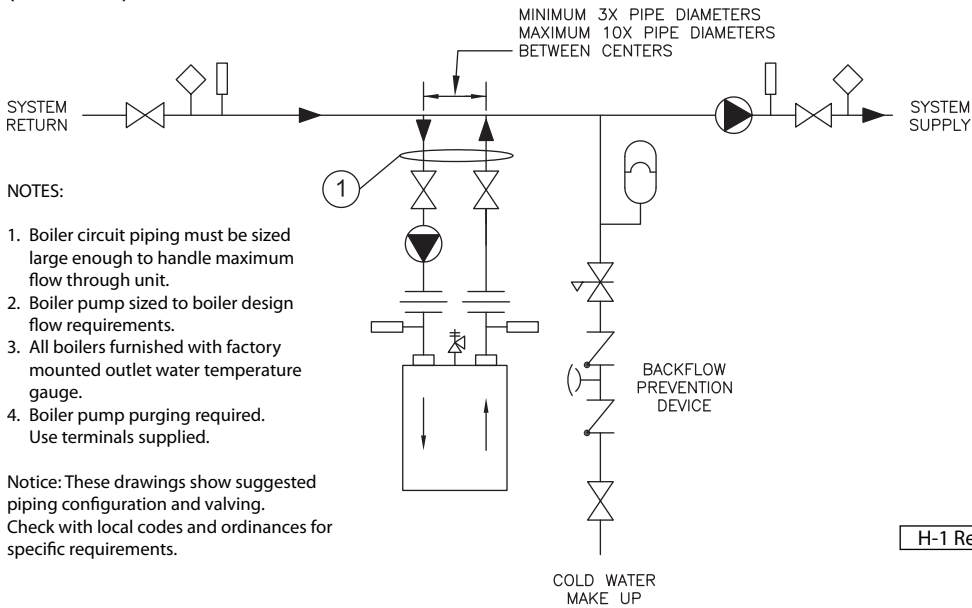 MINIMUM 3X PIPE DIAMETERS
MAXIMUM 10X PIPE DIAMETERS
BETWEEN CENTERS
SYSTEM
RETURN
SYSTEM
SUPPLY
1
NOTES:
1. Boiler circuit piping must be sized
large enough to handle maximum
flow through unit.
2. Boiler pump sized to boiler design
flow requirements.
3. All boilers furnished with factory
mounted outlet water temperature
gauge.
4. Boiler pump purging required.
Use terminals supplied.
Notice: These drawings show suggested
piping configuration and valving.
Check with local codes and ordinances for
specific requirements.
BACKFLOW
PREVENTION
DEVICE
COLD WATER
MAKE UP
H-1 Re